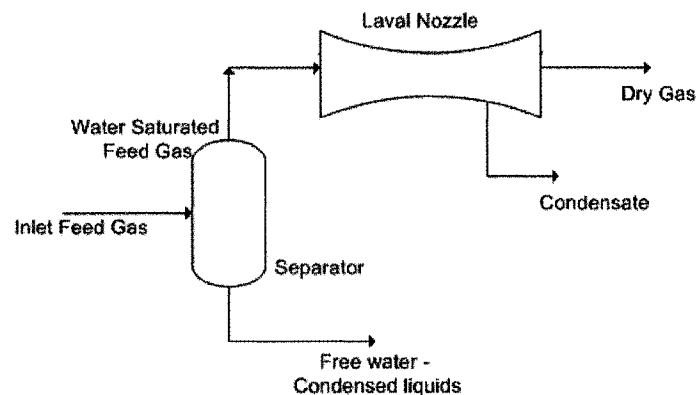 Laval Nozzle
Dry Gas
Water Saturated
Feed Gas
Condensate
Inlet Feed Gas
Separator
Free water -
Condensed liquids